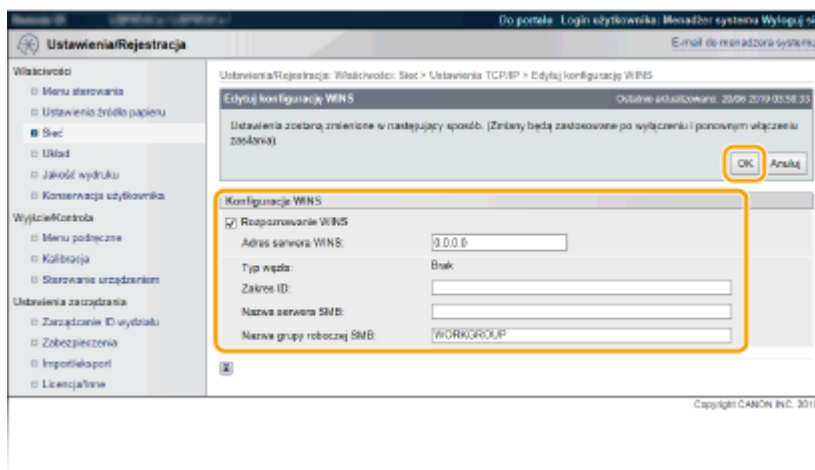 Do portalu Login użytkownika: Menadżer systemu Wyloguj si
Ustawienia/Rejestracja
E-mail do menadżera systemu
Właściwości
Menu sterowania
Ustawienia źródła papieru
Sieć
Układ
Jakość wydruku
Konserwacja użytkownika
Wyjście/Kontrola
Menu podręczne
Kalibracja
Sterowanie urządzeniem
Ustawienia zarządzania
Zarządzanie ID wydziału
Zabezpieczenia
Import/eksport
Licencja/Inne
Ustawienia/Rejestracja: Właściwości: Sieć > Ustawienia TCP/IP > Edytuj konfigurację WINS
Edytuj konfigurację WINS
Ostatnio aktualizowano: 20/06 2019 03:58:33
Ustawienia zostaną zmienione w następujący sposób. (Zmiany będą zastosowane po wyłączeniu i ponownym włączeniu
zasilania).
OK Anuluj
Konfiguracja WINS
Rozpoznawanie WINS
Adres serwera WINS: 0.0.0.0
Typ węzła: Brak
Zakres ID:
Nazwa serwera SMB:
Nazwa grupy roboczej SMB: WORKGROUP
Copyright CANON INC. 201